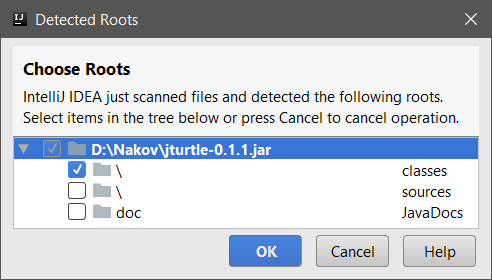 IJ Detected Roots
Choose Roots
IntelliJ IDEA just scanned files and detected the following roots.
Select items in the tree below or press Cancel to cancel operation.
D:\Nakov\jturtle-0.1.1.jar
\ classes
\ sources
doc JavaDocs
OK Cancel Help